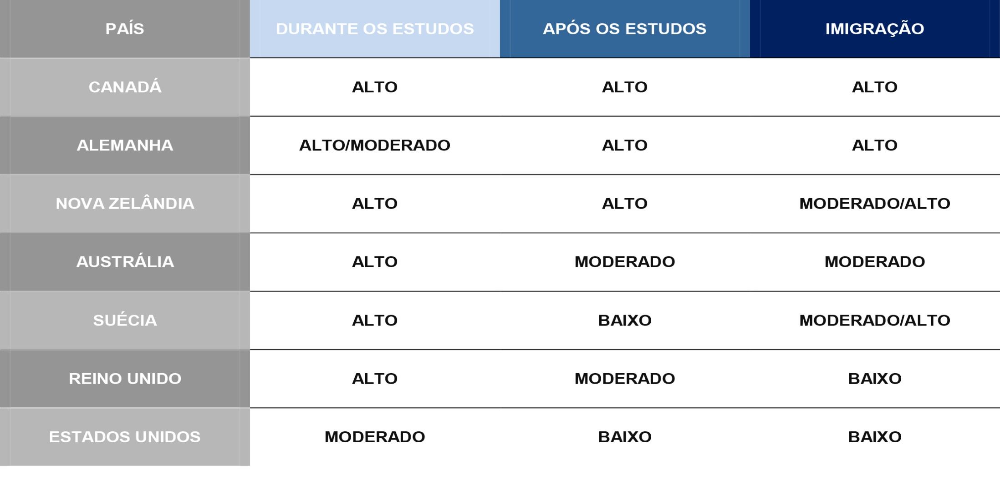 PAÍS DURANTE OS ESTUDOS APÓS OS ESTUDOS IMIGRAÇÃO
CANADÁ ALTO ALTO ALTO
ALEMANHA ALTO/MODERADO ALTO ALTO
NOVA ZELÂNDIA ALTO ALTO MODERADO/ALTO
AUSTRÁLIA ALTO MODERADO MODERADO
SUÉCIA ALTO BAIXO MODERADO/ALTO
REINO UNIDO ALTO MODERADO BAIXO
ESTADOS UNIDOS MODERADO BAIXO BAIXO